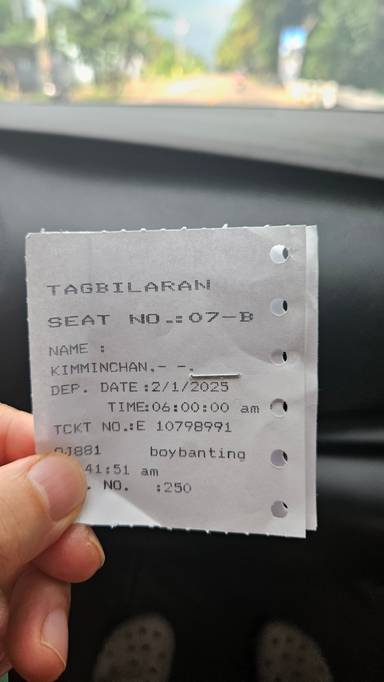 TAGBILARAN
SEAT NO.:07-B
NAME :
KIMMINCHAN.- -.
DEP. DATE:2/1/2025
TIME:06:00:00 am
TCKT NO.:E 10798991
boybanting
41:51 am
. NO. :250